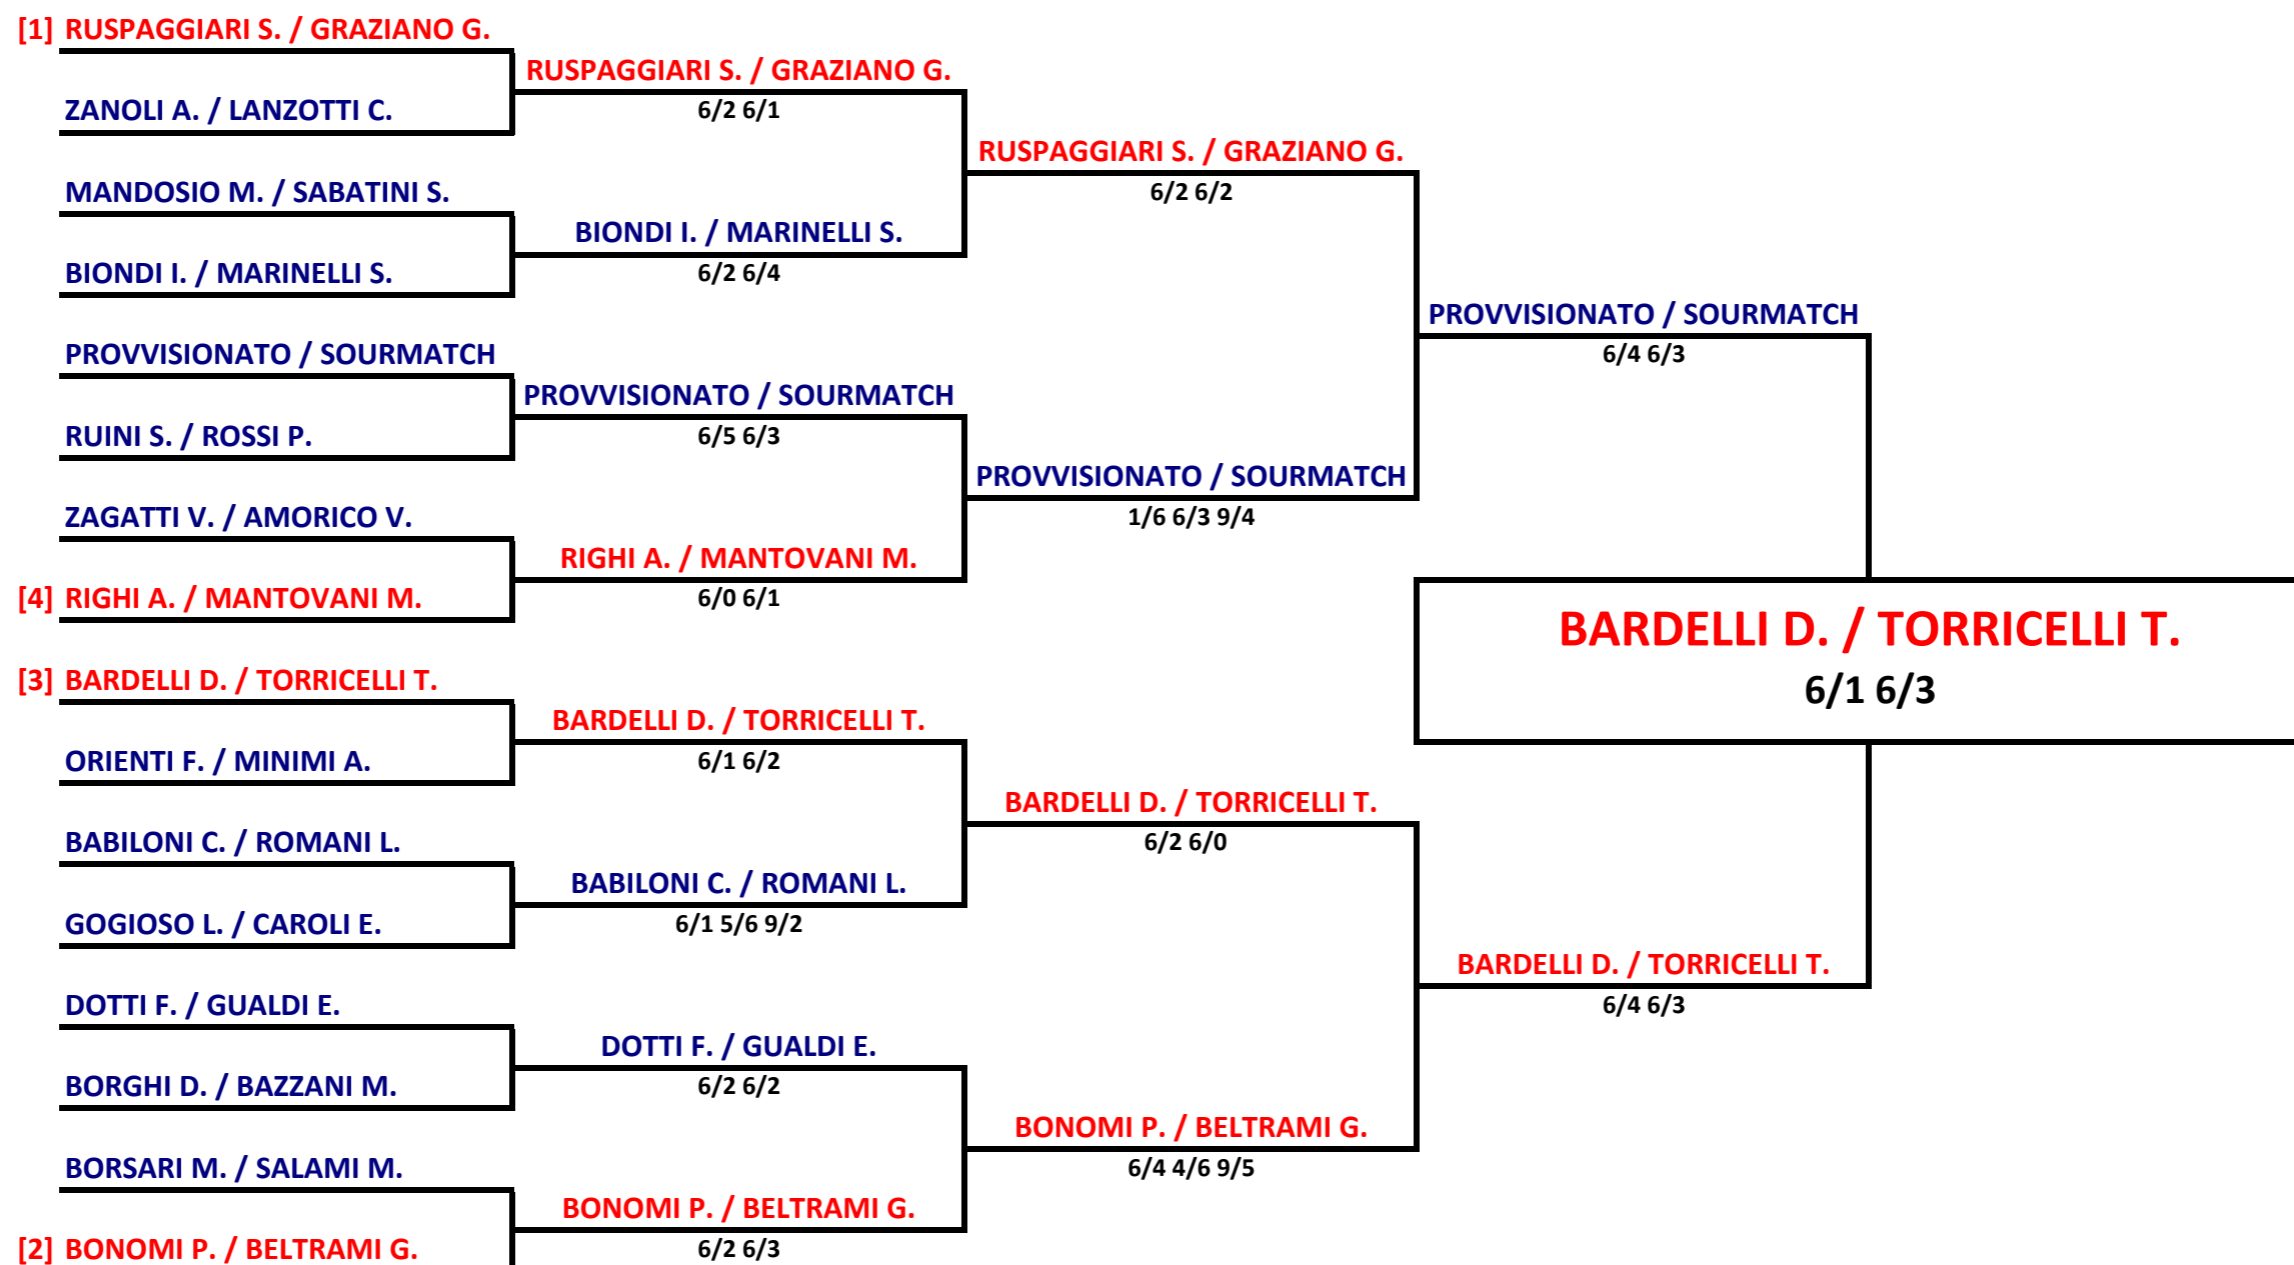 [1] RUSPAGGIARI S. / GRAZIANO G.
RUSPAGGIARI S. / GRAZIANO G.
ZANOLI A. / LANZOTTI C.
6/2 6/1
RUSPAGGIARI S. / GRAZIANO G.
MANDOSIO M. / SABATINI S.
6/2 6/2
BIONDI I. / MARINELLI S.
BIONDI I. / MARINELLI S.
6/2 6/4
PROVVISIONATO / SOURMATCH
PROVVISIONATO / SOURMATCH
6/4 6/3
PROVVISIONATO / SOURMATCH
RUINI S. / ROSSI P.
6/5 6/3
PROVVISIONATO / SOURMATCH
ZAGATTI V. / AMORICO V.
1/6 6/3 9/4
RIGHI A. / MANTOVANI M.
[4] RIGHI A. / MANTOVANI M.
6/0 6/1
BARDELLI D. / TORRICELLI T.
6/1 6/3
[3] BARDELLI D. / TORRICELLI T.
BARDELLI D. / TORRICELLI T.
ORIENTI F. / MINIMI A.
6/1 6/2
BARDELLI D. / TORRICELLI T.
BABILONI C. / ROMANI L.
6/2 6/0
BABILONI C. / ROMANI L.
GOGIOSO L. / CAROLI E.
6/1 5/6 9/2
BARDELLI D. / TORRICELLI T.
DOTTI F. / GUALDI E.
6/4 6/3
DOTTI F. / GUALDI E.
BORGHI D. / BAZZANI M.
6/2 6/2
BONOMI P. / BELTRAMI G.
BORSARI M. / SALAMI M.
6/4 4/6 9/5
BONOMI P. / BELTRAMI G.
[2] BONOMI P. / BELTRAMI G.
6/2 6/3